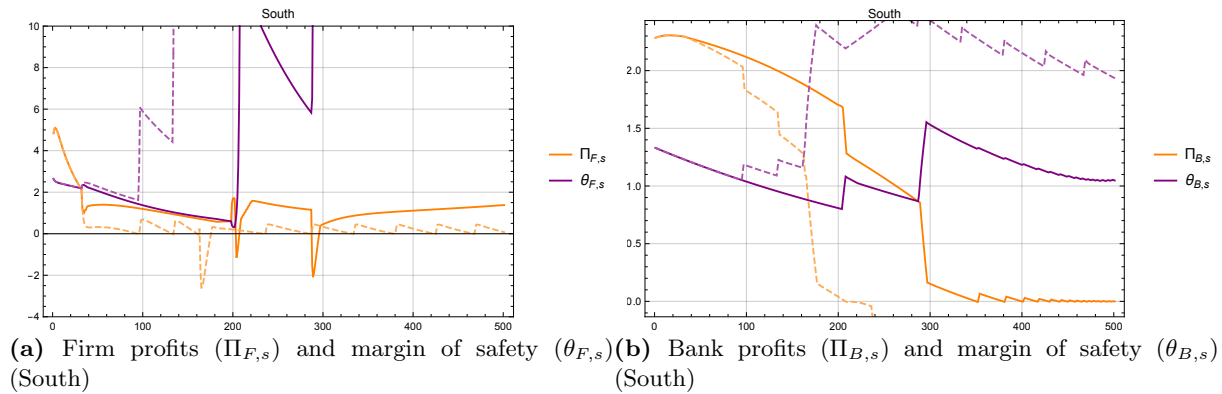 South
10
8
6
4
2
0
−2
−4
0 100 200 300 400 500
Π_{F,s}
θ_{F,s}
South
2.0
1.5
1.0
0.5
0.0
0 100 200 300 400 500
Π_{B,s}
θ_{B,s}
(a) Firm profits (Π_{F,s}) and margin of safety (θ_{F,s})
(South)
(b) Bank profits (Π_{B,s}) and margin of safety (θ_{B,s})
(South)